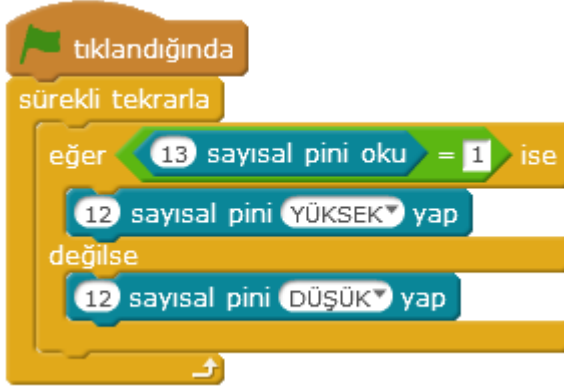 tıklandığında
sürekli tekrarla
eğer 13 sayısal pini oku = 1 ise
12 sayısal pini YÜKSEK yap
değilse
12 sayısal pini DÜŞÜK yap